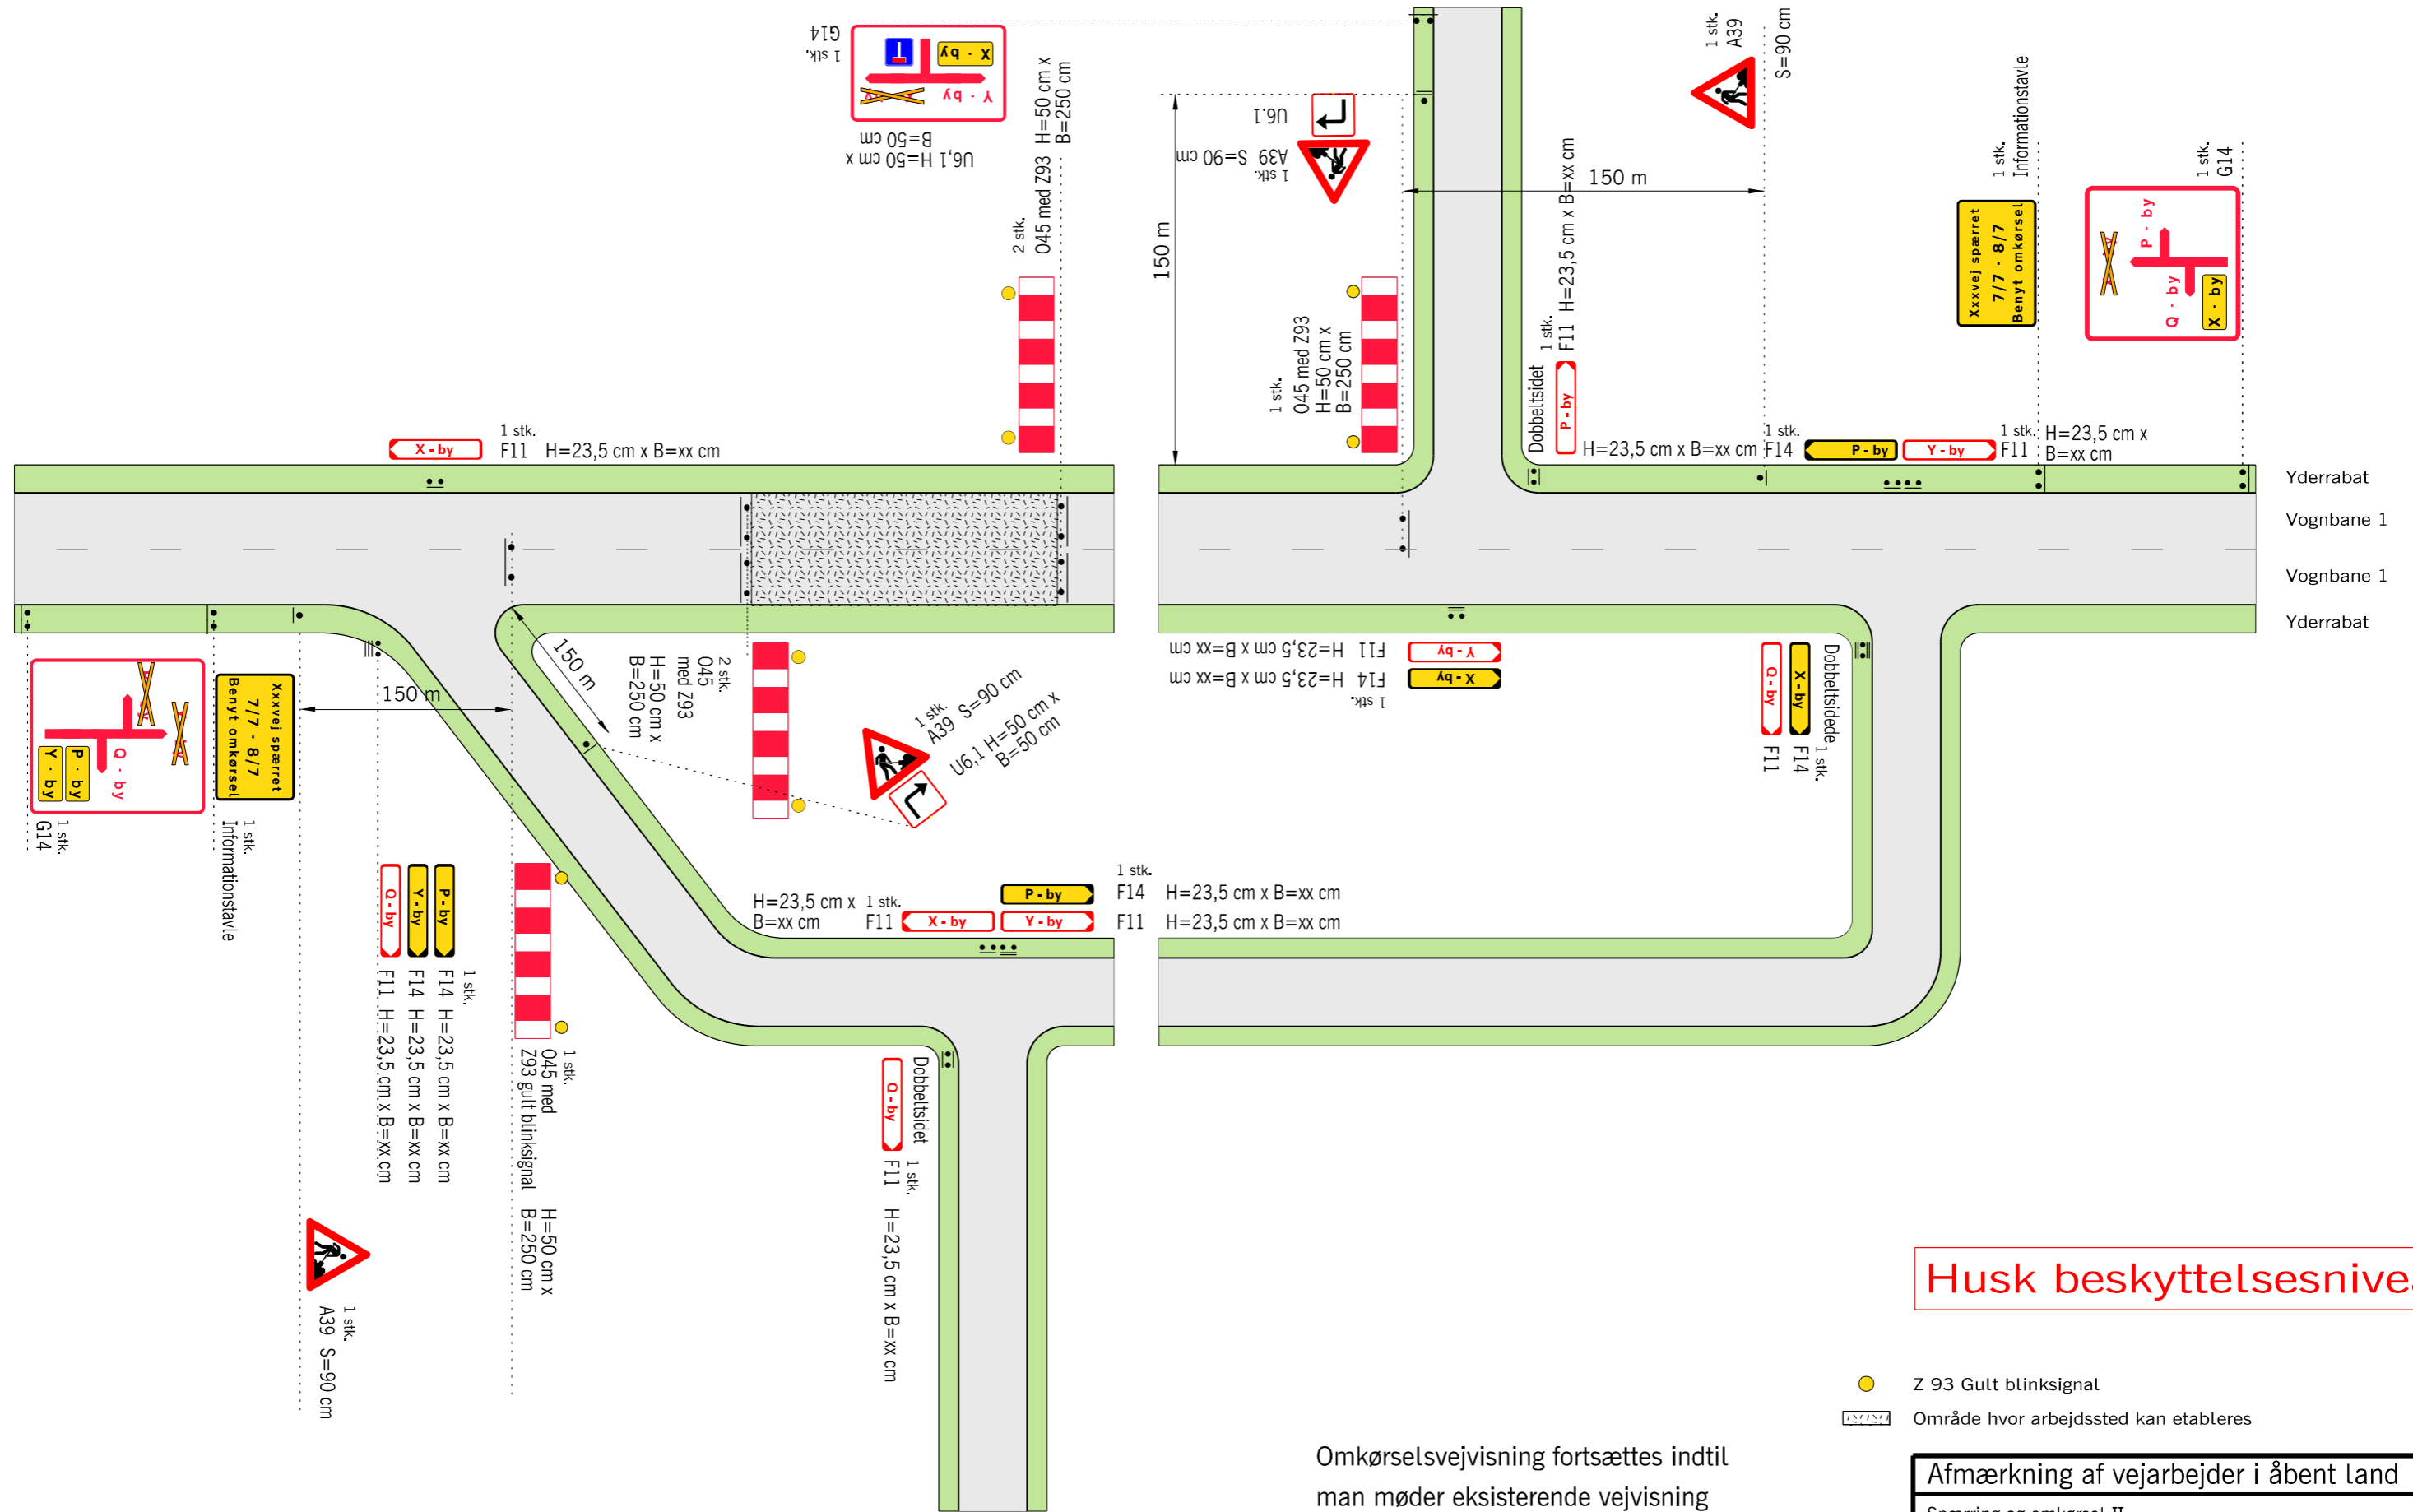 G14
1 stk.
X - by
Y - by
U6,1 H=50 cm x
B=50 cm
2 stk.
O45 med Z93 H=50 cm x
B=250 cm
U6.1
1 stk.
A39 S=90 cm
150 m
150 m
1 stk.
A39
S=90 cm
1 stk.
O45 med Z93
H=50 cm x
B=250 cm
Dobbeltsidet
1 stk.
F11 H=23,5 cm x B=xx cm
P - by
1 stk.
Informationstavle
Xxxvej spærret
7/7 - 8/7
Benyt omkørsel
1 stk.
G14
P - by
Q - by
X - by
X - by
1 stk.
F11 H=23,5 cm x B=xx cm
H=23,5 cm x B=xx cm
1 stk.
F14
P - by
Y - by
1 stk.
F11
H=23,5 cm x
B=xx cm
Yderrabat
Vognbane 1
Vognbane 1
Yderrabat
Q - by
P - by
Y - by
1 stk.
G14
Xxvej spærret
7/7 - 8/7
Benyt omkørsel
1 stk.
Informationstavle
150 m
150 m
2 stk.
O45
med Z93
H=50 cm x
B=250 cm
1 stk.
A39 S=90 cm
U6,1 H=50 cm x
B=50 cm
F11 H=23,5 cm x B=xx cm
Y - by
1 stk.
F14 H=23,5 cm x B=xx cm
X - by
Dobbeltsidede
1 stk.
X - by
F14
Q - by
F11
1 stk.
P - by
F14 H=23,5 cm x B=xx cm
Y - by
F14 H=23,5 cm x B=xx cm
Q - by
F11 H=23,5 cm x B=xx cm
1 stk.
O45 med
Z93 gult blinksignal
H=50 cm x
B=250 cm
H=23,5 cm x
B=xx cm
1 stk.
F11
X - by
P - by
Y - by
1 stk.
F14 H=23,5 cm x B=xx cm
F11 H=23,5 cm x B=xx cm
Dobbeltsidet
1 stk.
Q - by
F11 H=23,5 cm x B=xx cm
1 stk.
A39 S=90 cm
Husk beskyttelsesnivea
Z 93 Gult blinksignal
Område hvor arbejdssted kan etableres
Omkørselsvejvisning fortsættes indtil
man møder eksisterende vejvisning
Afmærkning af vejarbejder i åbent land
Spærring og omkørsel II